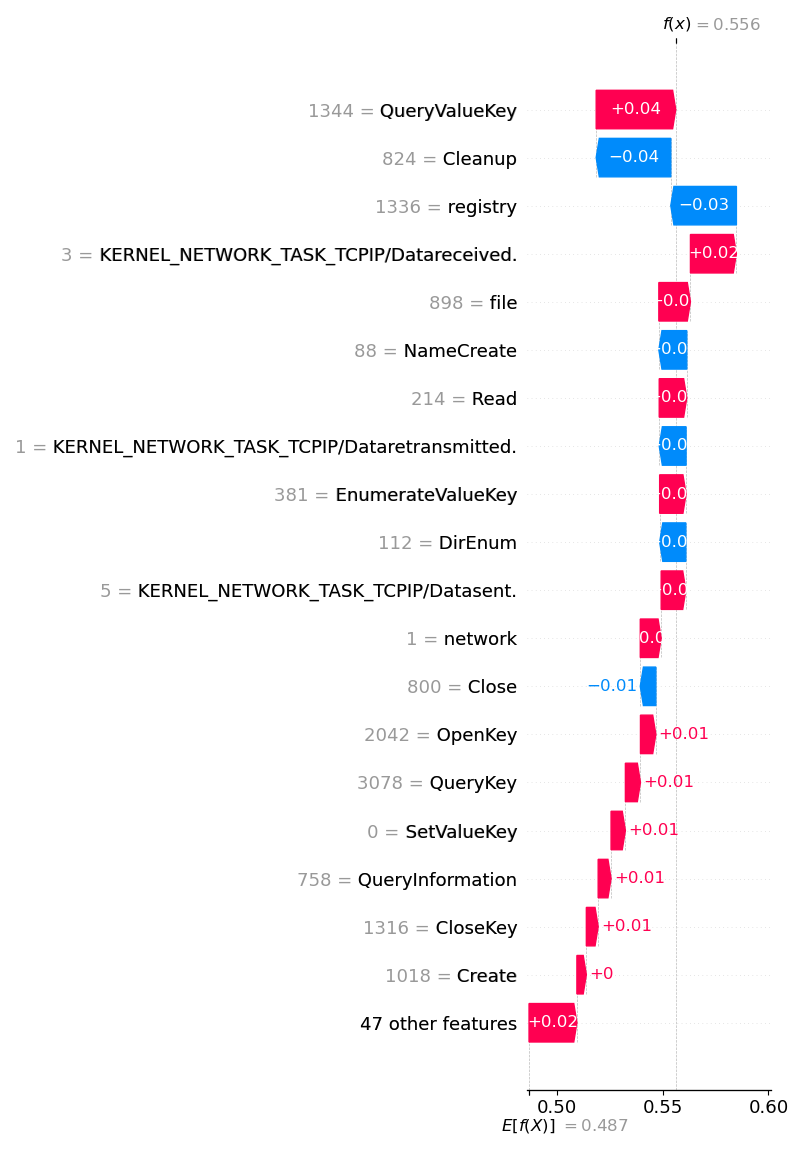 f(x) = 0.556
1344 = QueryValueKey +0.04
824 = Cleanup −0.04
1336 = registry −0.03
3 = KERNEL_NETWORK_TASK_TCPIP/Datareceived. +0.02
898 = file
88 = NameCreate
214 = Read
1 = KERNEL_NETWORK_TASK_TCPIP/Dataretransmitted.
381 = EnumerateValueKey
112 = DirEnum
5 = KERNEL_NETWORK_TASK_TCPIP/Datasent.
1 = network
800 = Close −0.01
2042 = OpenKey +0.01
3078 = QueryKey +0.01
0 = SetValueKey +0.01
758 = QueryInformation +0.01
1316 = CloseKey +0.01
1018 = Create +0
47 other features +0.02
0.50 0.55 0.60
E[f(X)] = 0.487